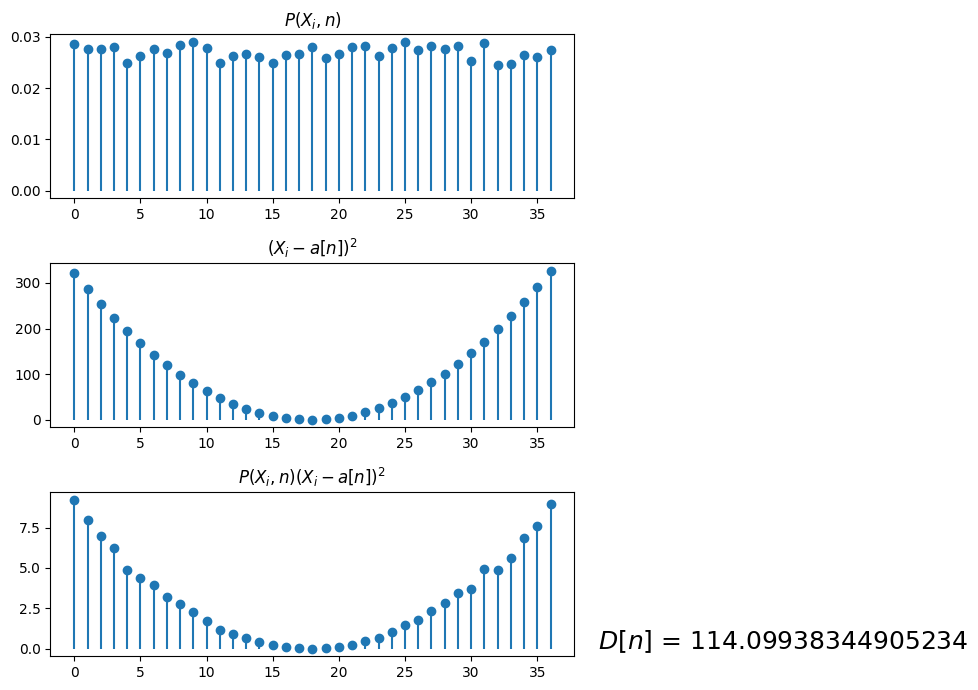 P(X_i, n)
0.03
0.02
0.01
0.00
0 5 10 15 20 25 30 35
(X_i − a[n])²
300
200
100
0
0 5 10 15 20 25 30 35
P(X_i, n)(X_i − a[n])²
7.5
5.0
2.5
0.0
0 5 10 15 20 25 30 35
D[n] = 114.09938344905234